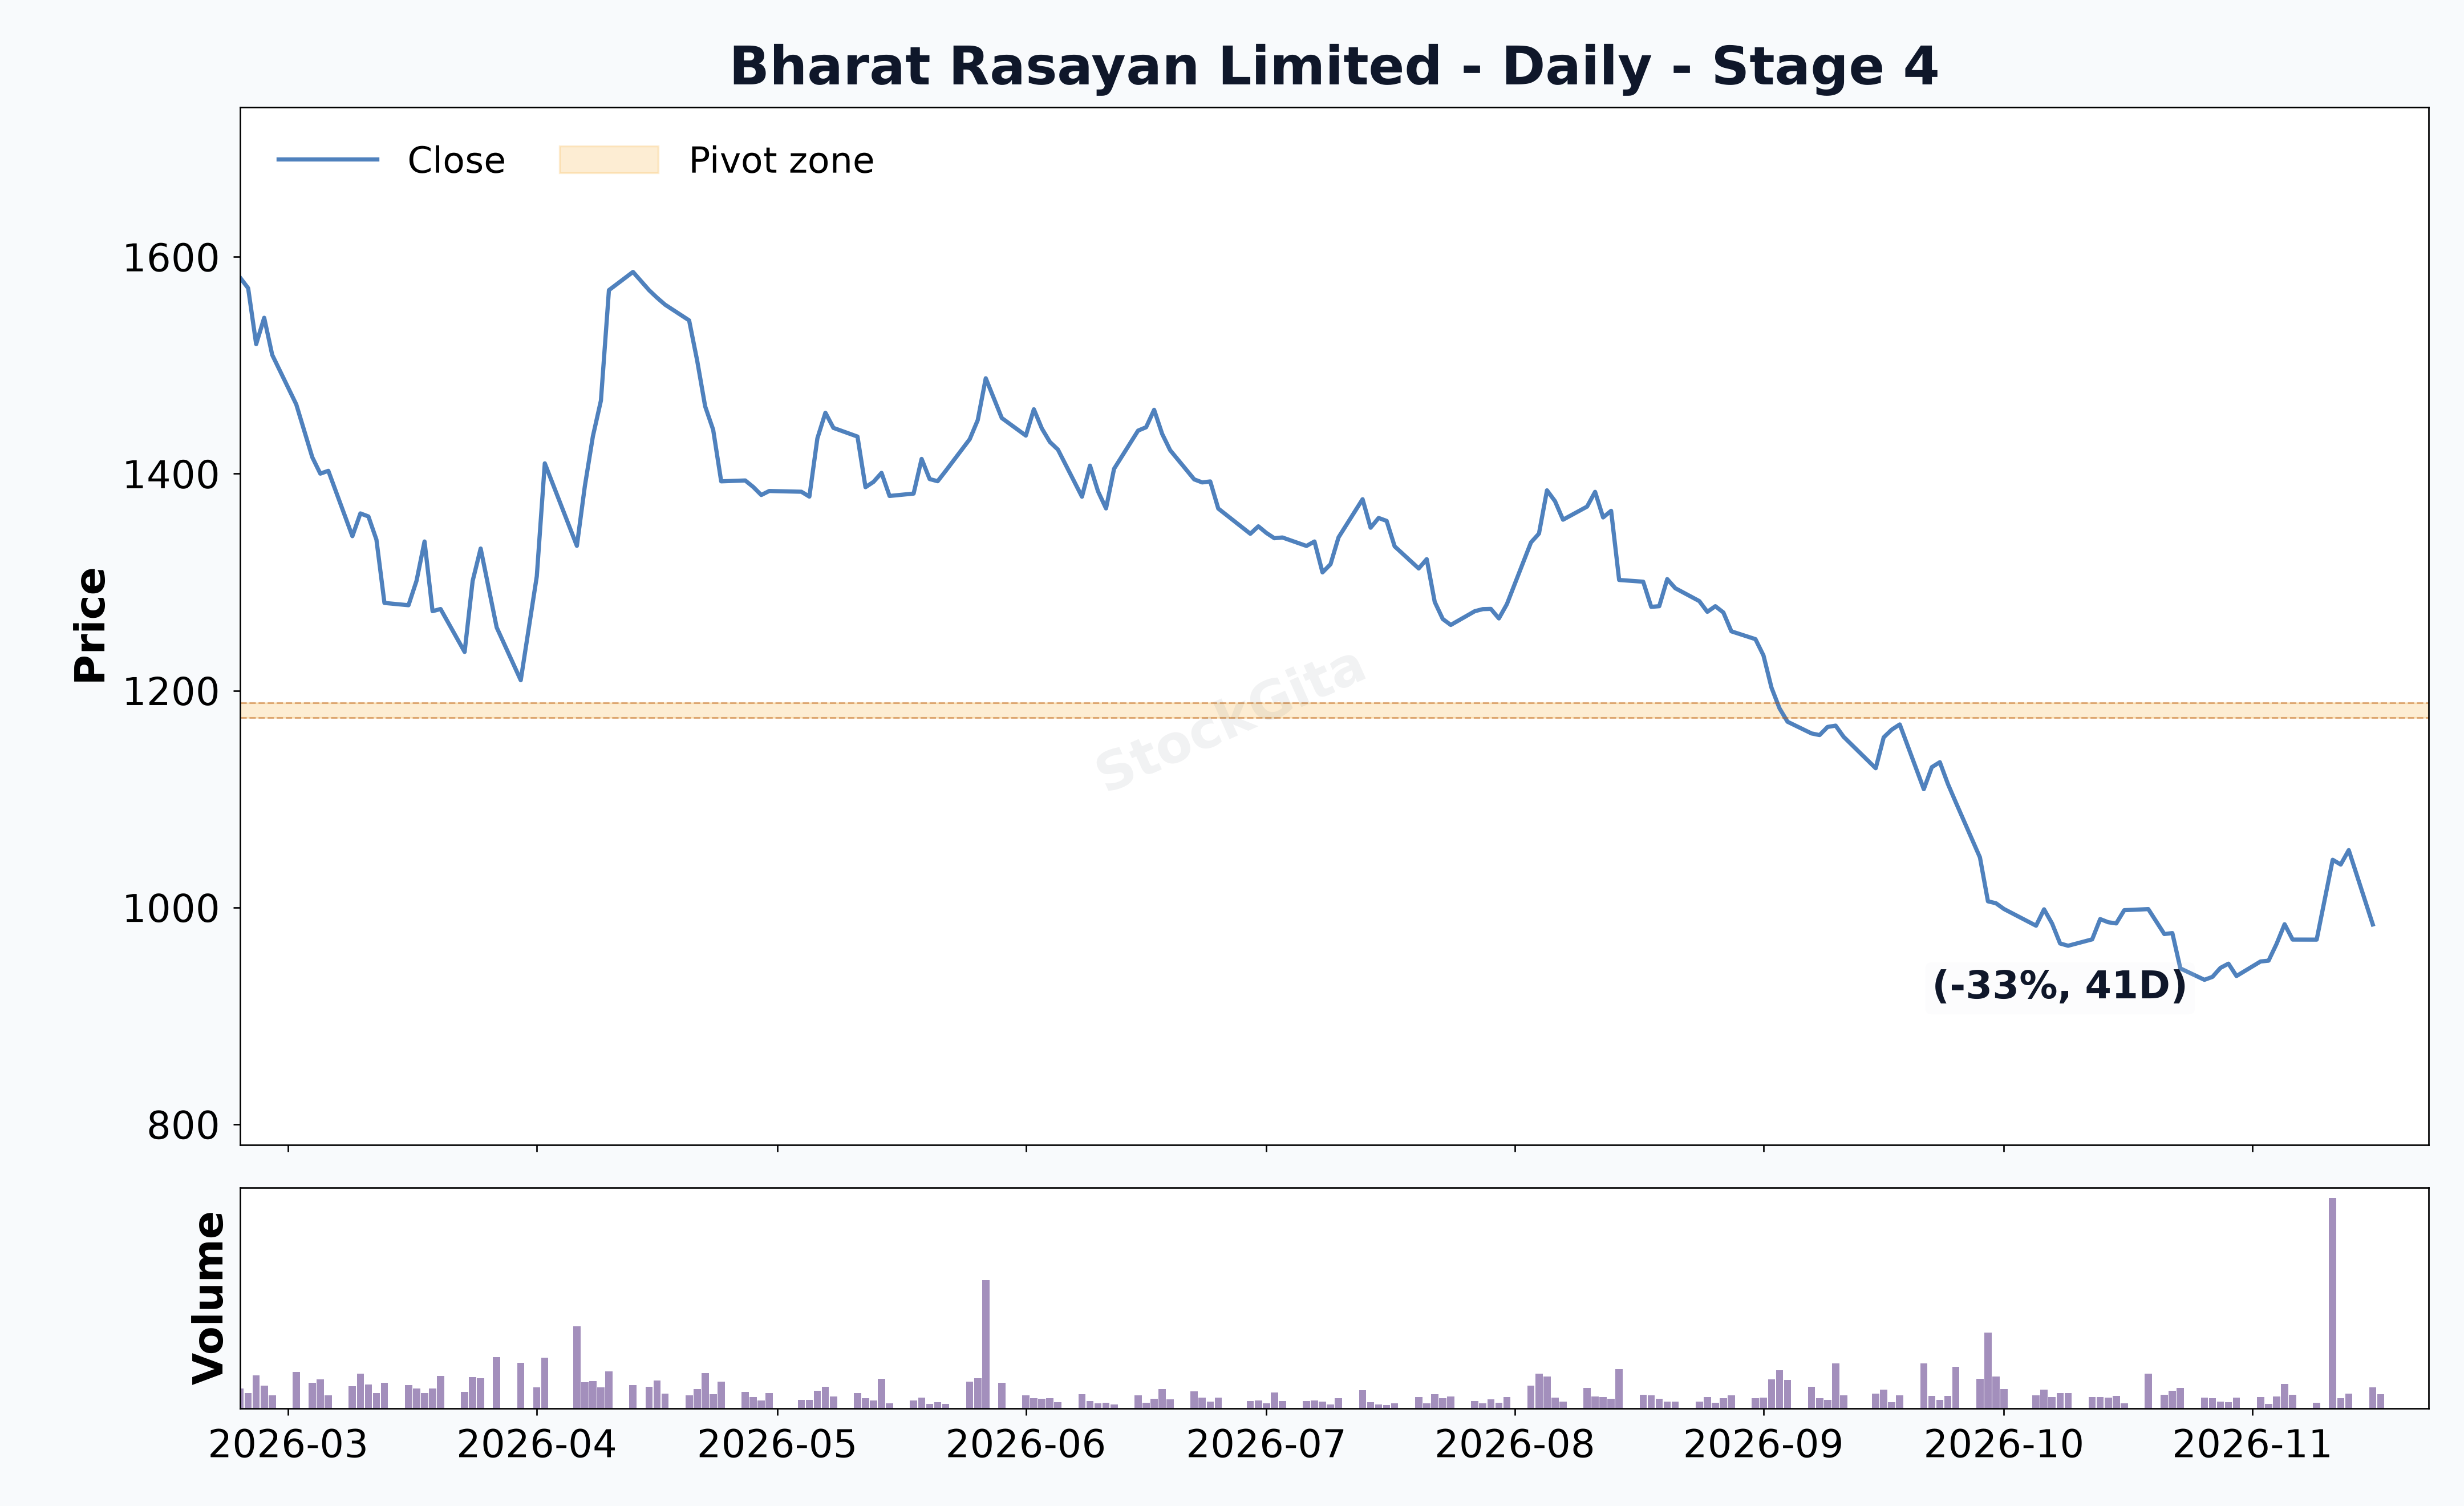 Bharat Rasayan Limited - Daily - Stage 4
Close
Pivot zone
Price
1600
1400
1200
1000
800
StockGita
(-33%, 41D)
Volume
2026-03
2026-04
2026-05
2026-06
2026-07
2026-08
2026-09
2026-10
2026-11